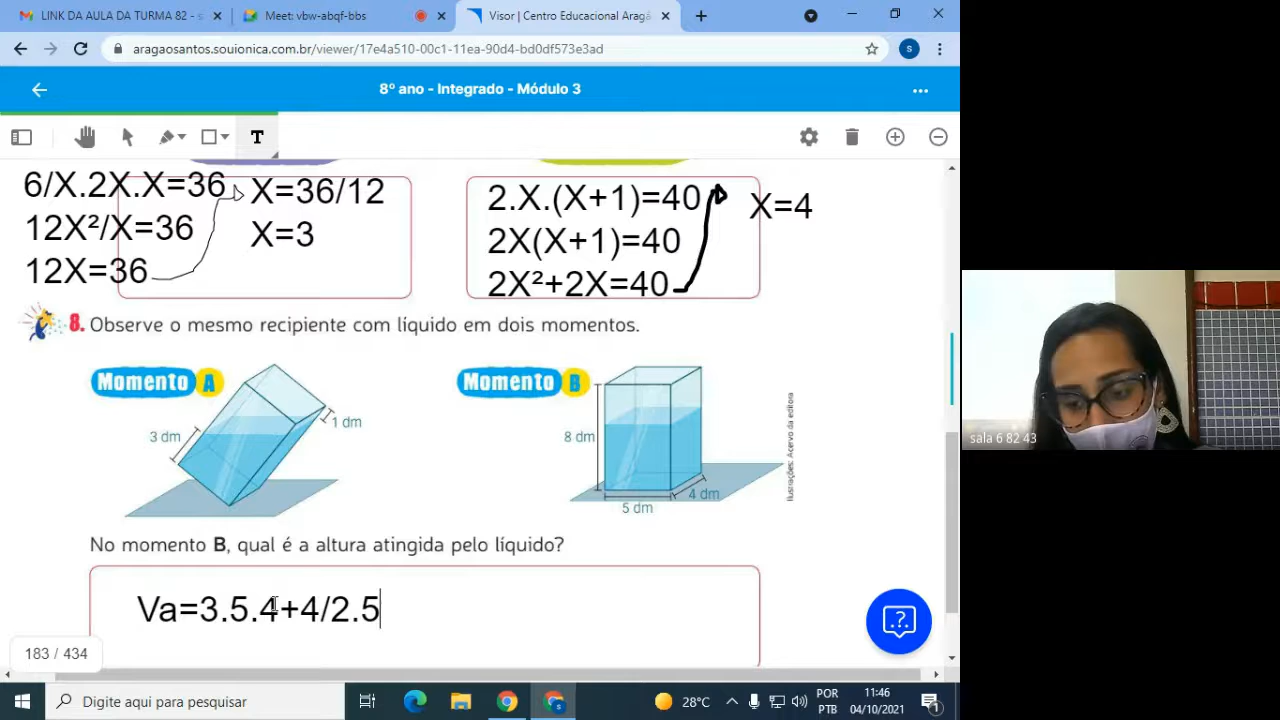 LINK DA AULA DA TURMA 82 - s
Meet: vbw-abqf-bbs
Visor | Centro Educacional Aragã
aragaosantos.souionica.com.br/viewer/17e4a510-00c1-11ea-90d4-bd0df573e3ad
s
8º ano - Integrado - Módulo 3
T
6/X.2X.X=36
12X²/X=36
12X=36
X=36/12
X=3
2.X.(X+1)=40
2X(X+1)=40
2X²+2X=40
X=4
8. Observe o mesmo recipiente com líquido em dois momentos.
Momento A
3 dm
1 dm
Momento B
8 dm
4 dm
5 dm
Ilustrações: Acervo da editora
No momento B, qual é a altura atingida pelo líquido?
Va=3.5.4+4/2.5
183 / 434
sala 6 82 43
Digite aqui para pesquisar
28°C
POR
PTB
11:46
04/10/2021
1